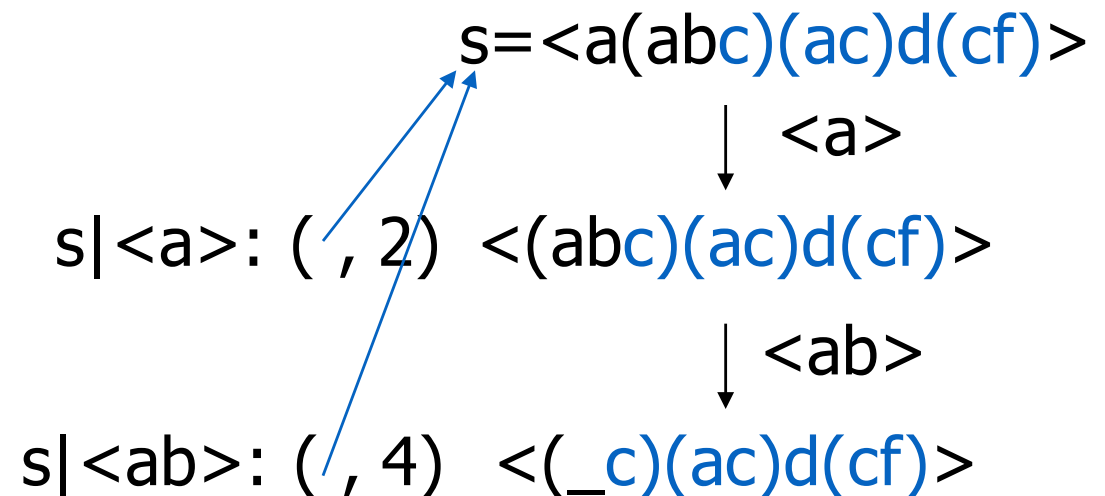 s=<a(abc)(ac)d(cf)>
<a>
s|<a>: ( , 2) <(abc)(ac)d(cf)>
<ab>
s|<ab>: ( , 4) <(_c)(ac)d(cf)>